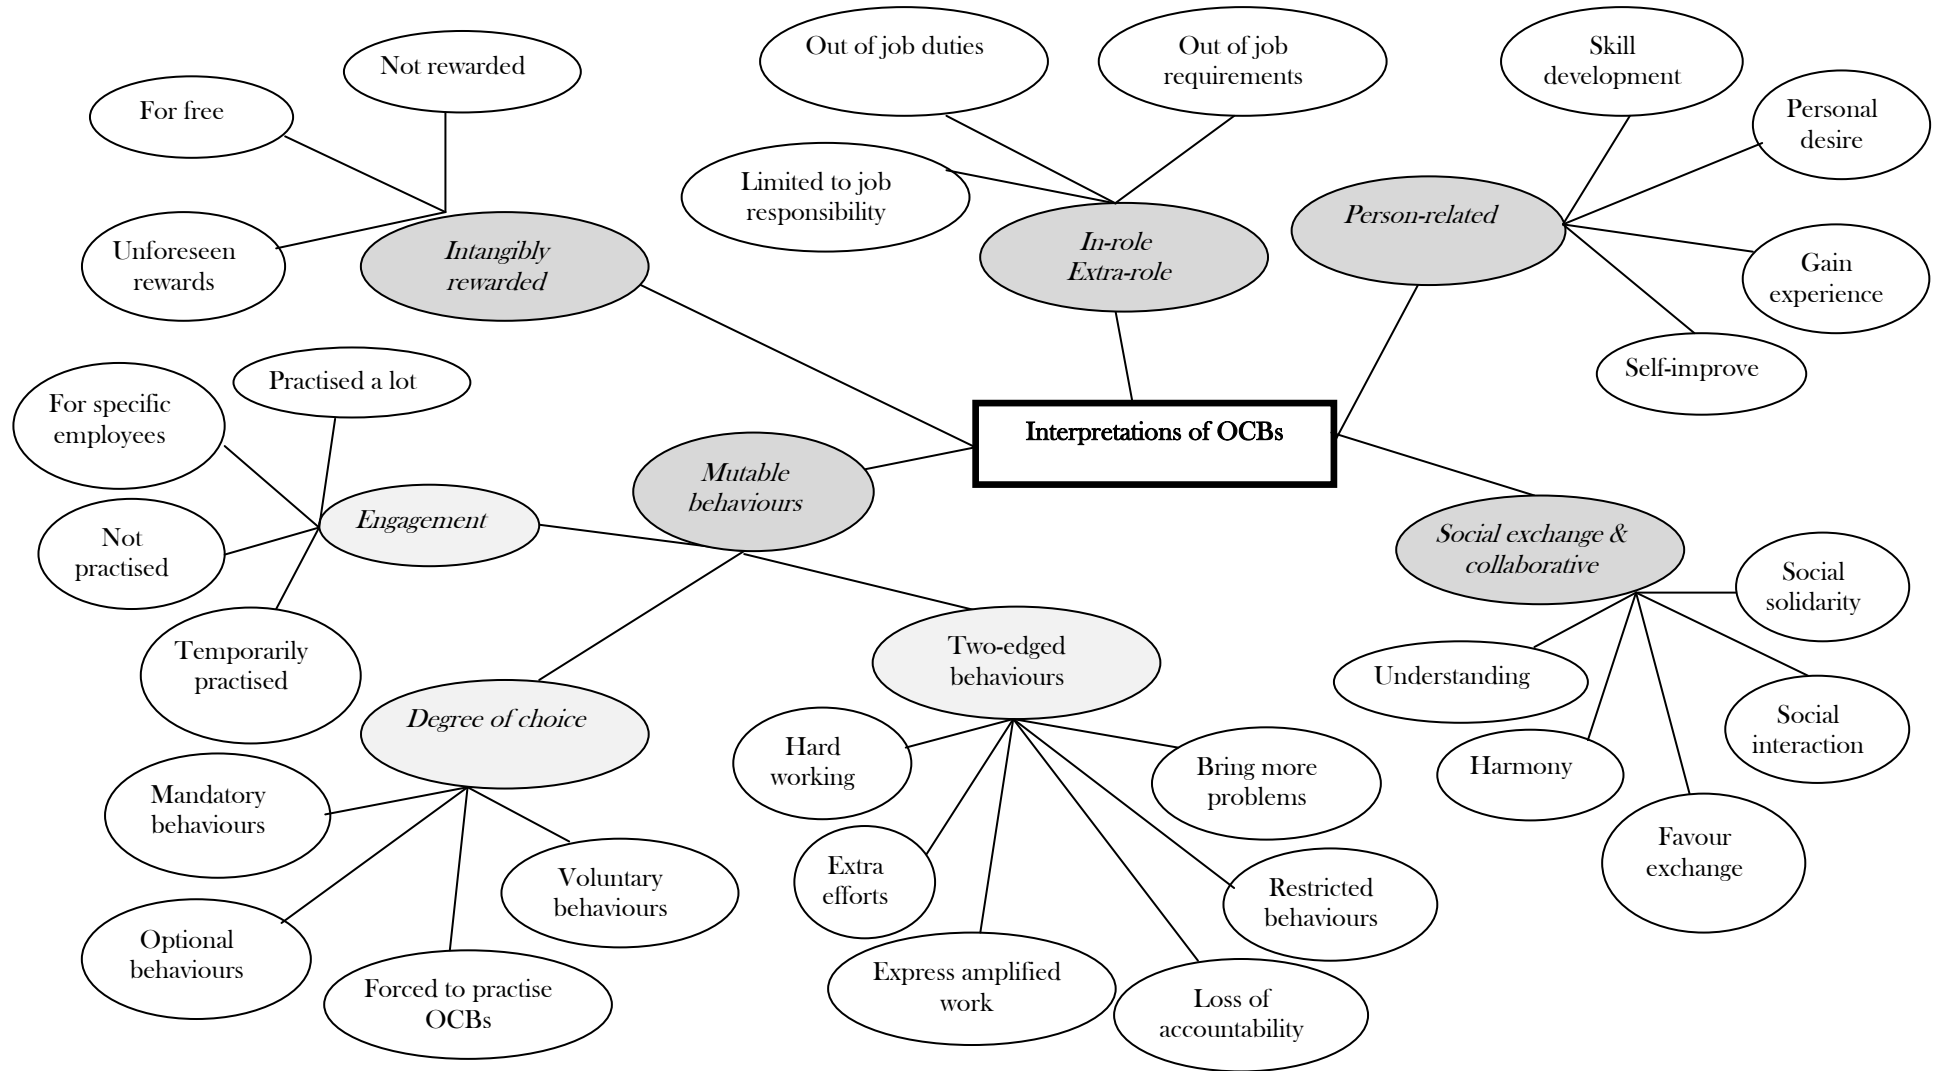 Not rewarded
For free
Unforeseen
rewards
Intangibly
rewarded
Out of job duties
Out of job
requirements
Limited to job
responsibility
In-role
Extra-role
Skill
development
Personal
desire
Person-related
Gain
experience
Self-improve
Interpretations of OCBs
Practised a lot
For specific
employees
Engagement
Not
practised
Temporarily
practised
Mutable
behaviours
Degree of choice
Mandatory
behaviours
Optional
behaviours
Forced to practise
OCBs
Voluntary
behaviours
Two-edged
behaviours
Hard
working
Extra
efforts
Express amplified
work
Loss of
accountability
Restricted
behaviours
Bring more
problems
Social exchange &
collaborative
Social
solidarity
Understanding
Social
interaction
Harmony
Favour
exchange